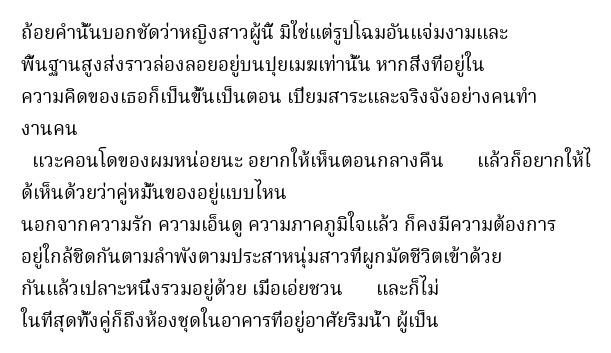 ถ้อยคำนั้นบอกชัดว่าหญิงสาวผู้นี้ มิใช่แต่รูปโฉมอันแจ่มงามและ
พื้นฐานสูงส่งราวล่องลอยอยู่บนปุยเมฆเท่านั้น หากสิ่งที่อยู่ใน
ความคิดของเธอก็เป็นขั้นเป็นตอน เปี่ยมสาระและจริงจังอย่างคนทำ
งานคน
แวะคอนโดของผมหน่อยนะ อยากให้เห็นตอนกลางคืน แล้วก็อยากให้ไ
ด้เห็นด้วยว่าคู่หมั้นของอยู่แบบไหน
นอกจากความรัก ความเอ็นดู ความภาคภูมิใจแล้ว ก็คงมีความต้องการ
อยู่ใกล้ชิดกันตามลำพังตามประสาหนุ่มสาวที่ผูกมัดชีวิตเข้าด้วย
กันแล้วเปลาะหนึ่งรวมอยู่ด้วย เมื่อเอ่ยชวน และก็ไม่
ในที่สุดทั้งคู่ก็ถึงห้องชุดในอาคารที่อยู่อาศัยริมน้ำ ผู้เป็น